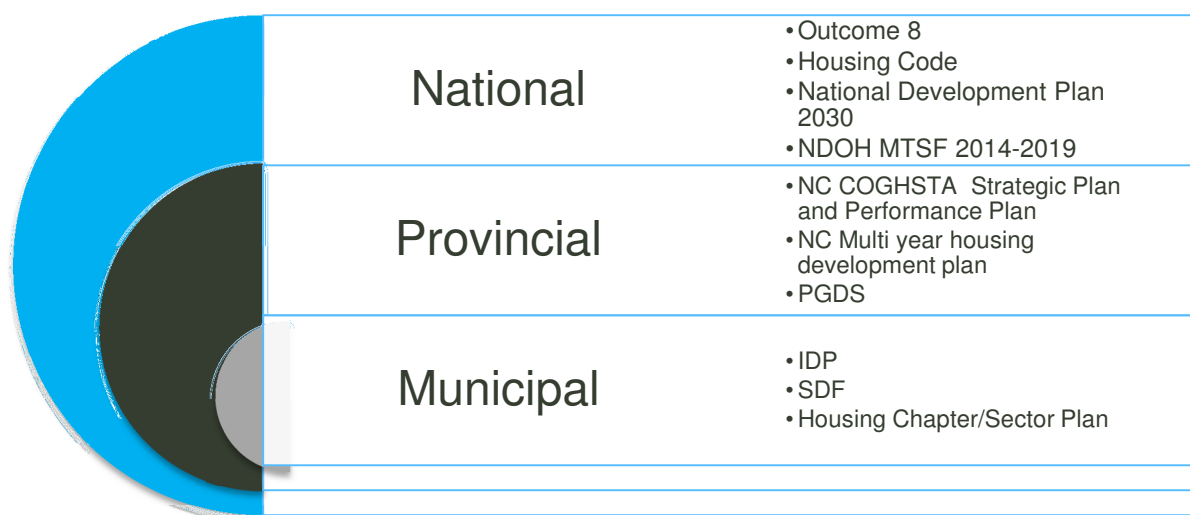 National
•Outcome 8
•Housing Code
•National Development Plan
2030
•NDOH MTSF 2014-2019
Provincial
•NC COGHSTA Strategic Plan
and Performance Plan
•NC Multi year housing
development plan
•PGDS
Municipal
•IDP
•SDF
•Housing Chapter/Sector Plan